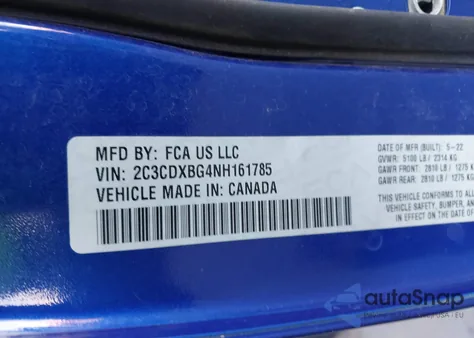 MFD BY: FCA US LLC
VIN: 2C3CDXBG4NH161785
VEHICLE MADE IN: CANADA
DATE OF MFR (BUILT): 5-22
GVWR: 5100 LB / 2314 KG
GAWR FRONT: 2810 LB / 1275 K
GAWR REAR: 2810 LB / 1275 KG
THIS VEHICLE CONFORMS TO ALL
VEHICLE SAFETY, BUMPER, AN
IN EFFECT ON THE DATE OF
autoSnap
USA / EU